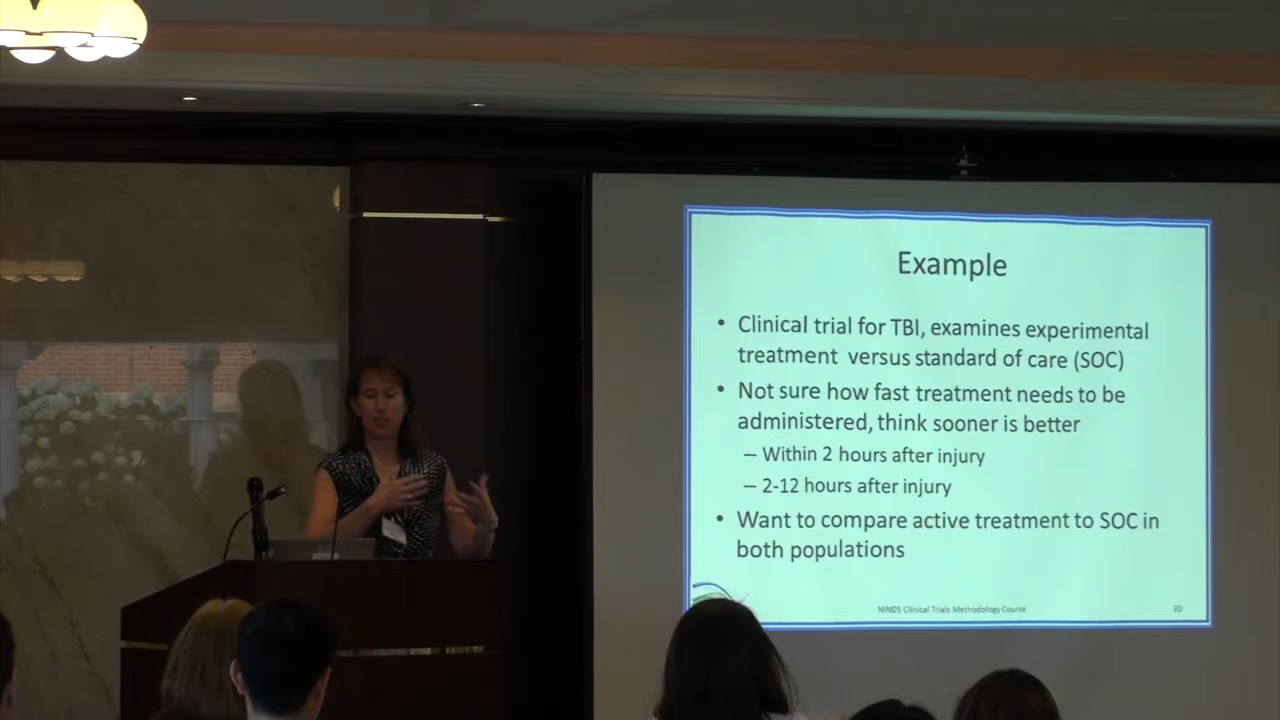 Example
• Clinical trial for TBI, examines experimental
treatment versus standard of care (SOC)
• Not sure how fast treatment needs to be
administered, think sooner is better
– Within 2 hours after injury
– 2-12 hours after injury
• Want to compare active treatment to SOC in
both populations
NINDS Clinical Trials Methodology Course
20